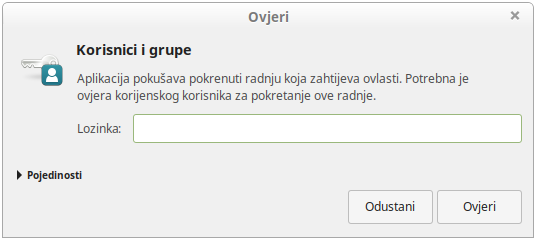 Ovjeri
Korisnici i grupe
Aplikacija pokušava pokrenuti radnju koja zahtijeva ovlasti. Potrebna je
ovjera korijenskog korisnika za pokretanje ove radnje.
Lozinka:
Pojedinosti
Odustani
Ovjeri